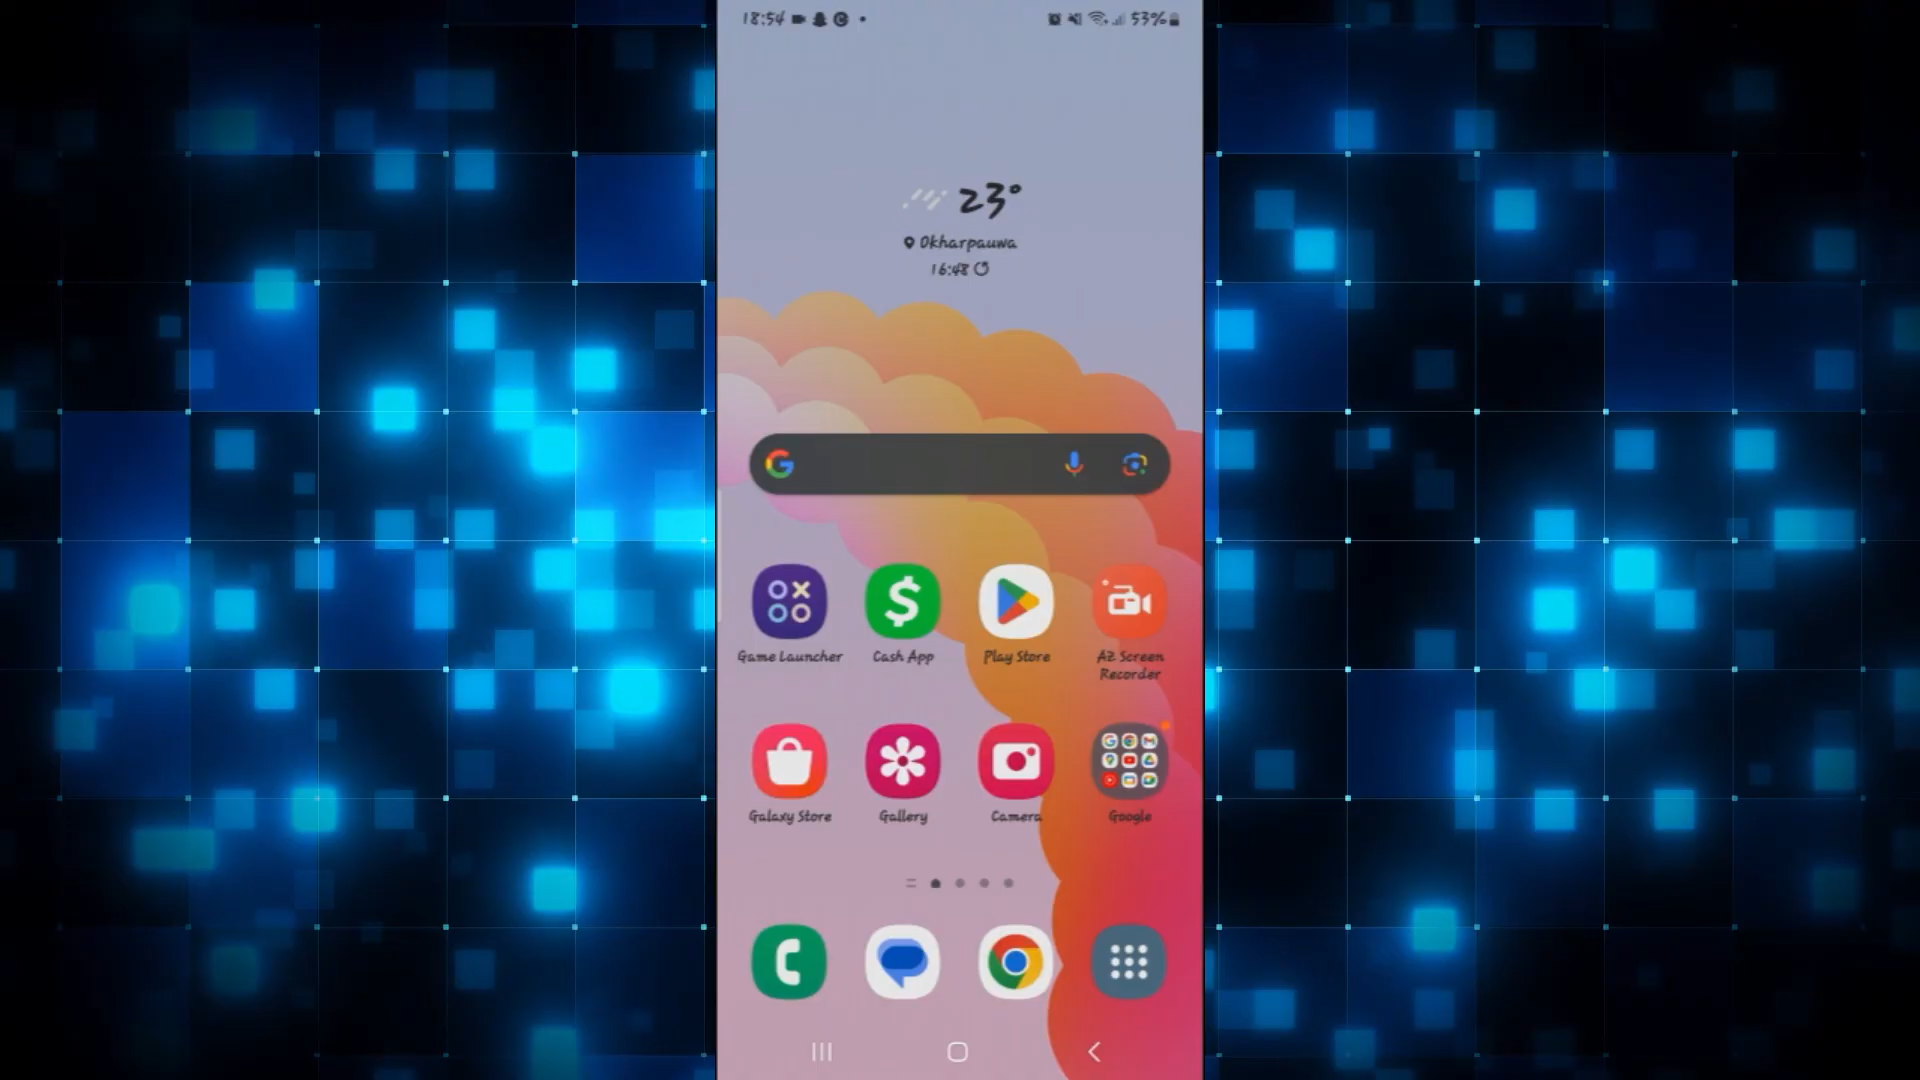 18:54
53%
23°
Okharpauwa
16:48
Game Launcher
Cash App
Play Store
AZ Screen
Recorder
Galaxy Store
Gallery
Camera
Google